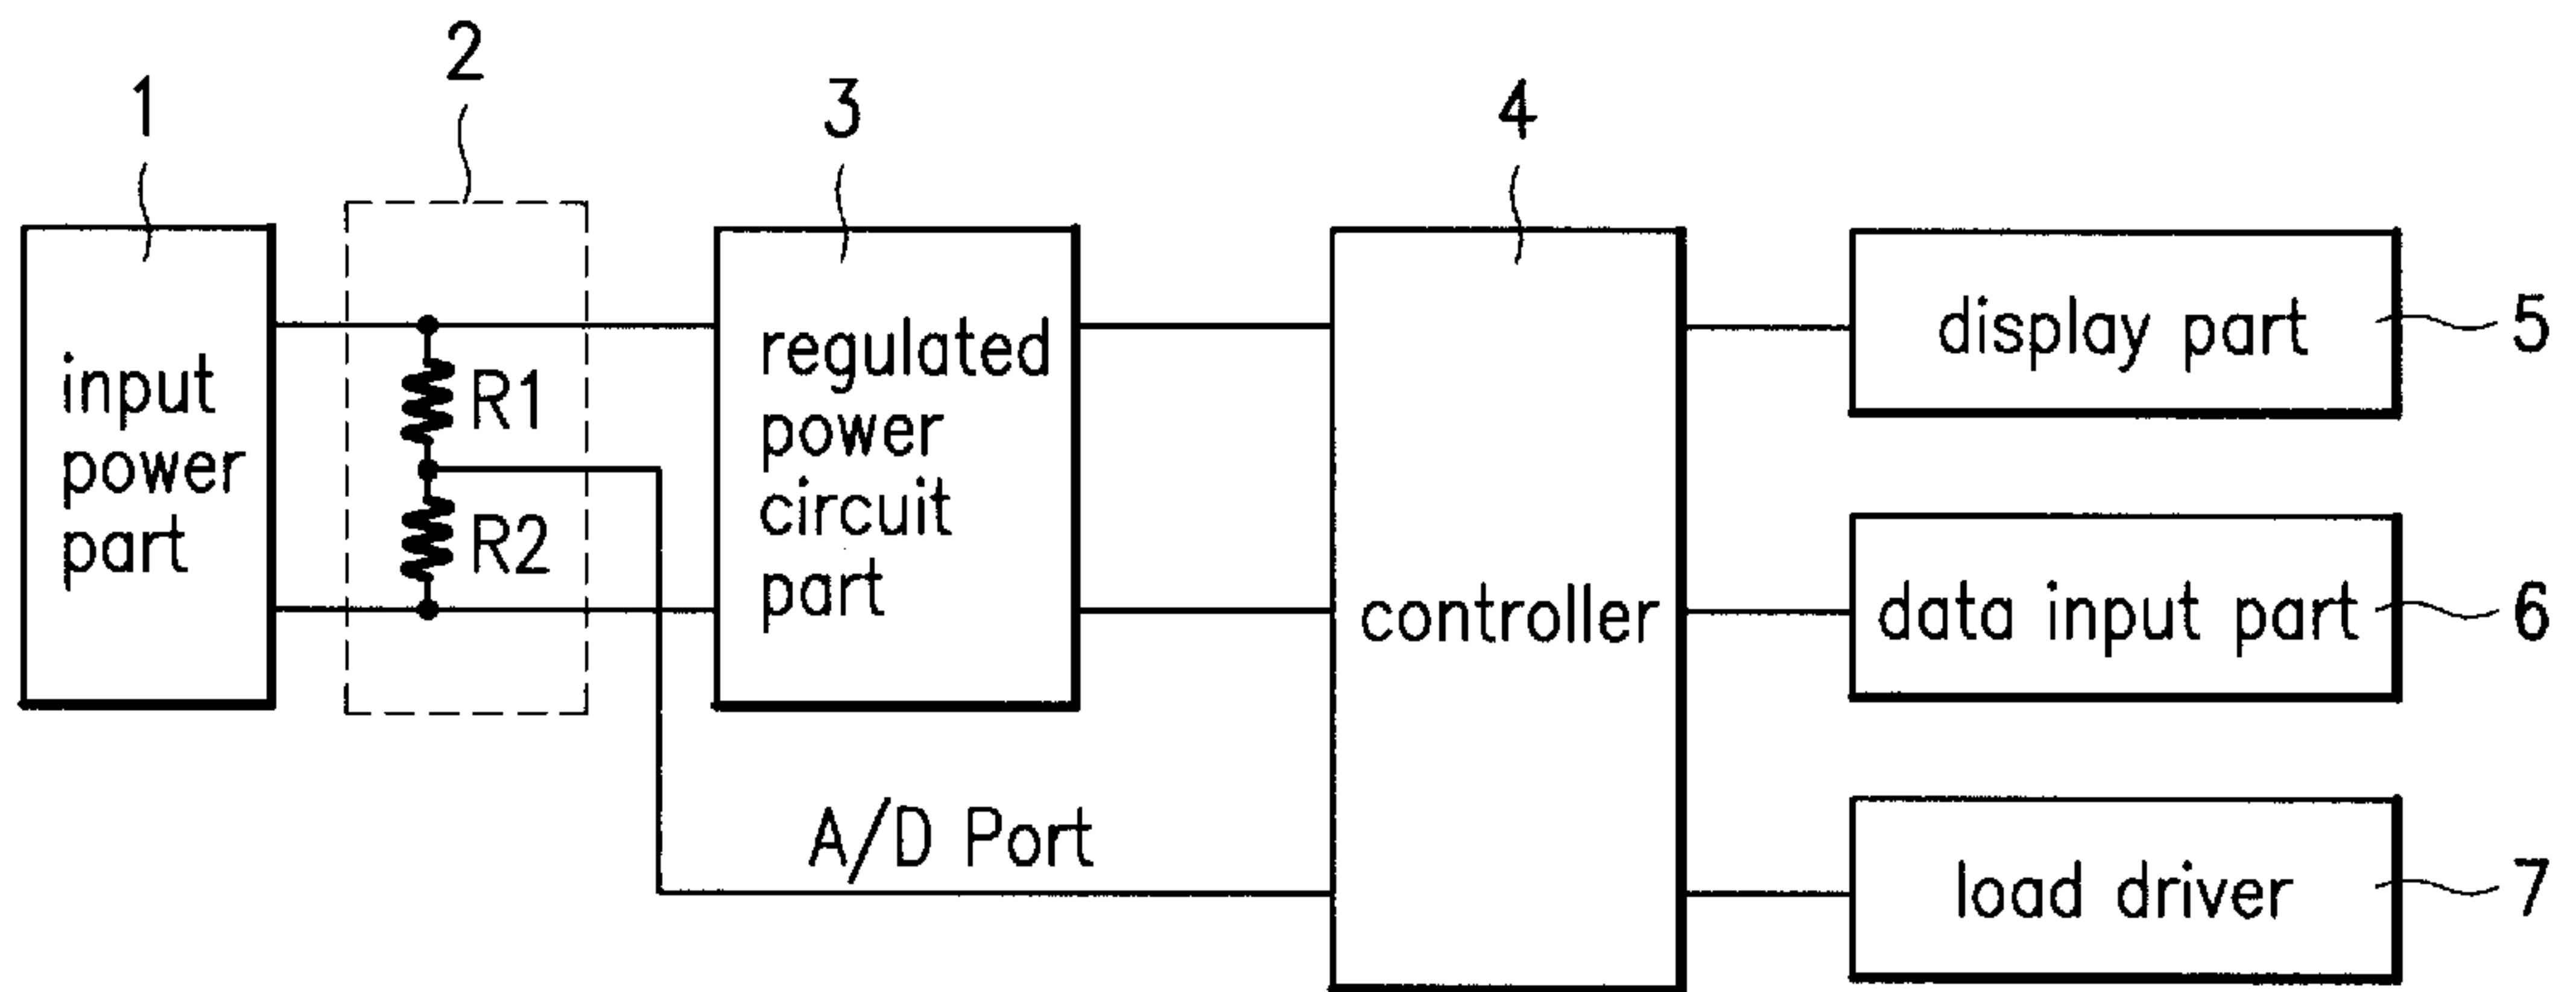 1
2
3
4
input
power
part
R1
R2
regulated
power
circuit
part
controller
A/D Port
display part
5
data input part
6
load driver
7